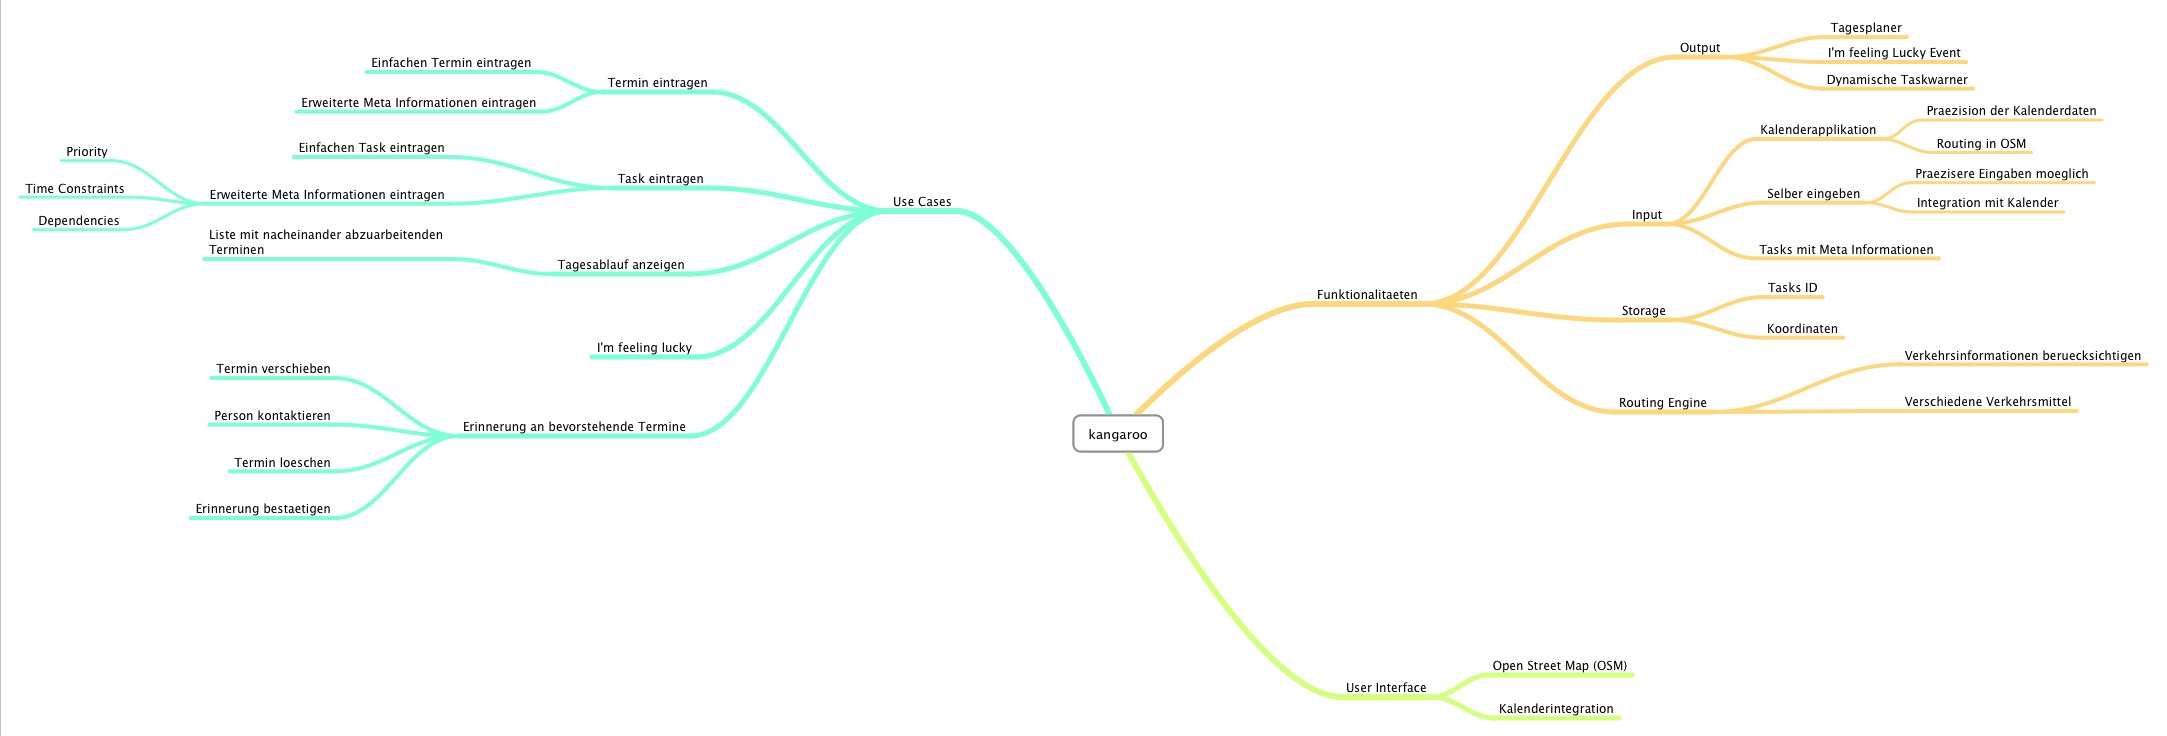 kangaroo
Use Cases
Termin eintragen
Einfachen Termin eintragen
Erweiterte Meta Informationen eintragen
Task eintragen
Einfachen Task eintragen
Erweiterte Meta Informationen eintragen
Priority
Time Constraints
Dependencies
Tagesablauf anzeigen
Liste mit nacheinander abzuarbeitenden
Terminen
I'm feeling lucky
Erinnerung an bevorstehende Termine
Termin verschieben
Person kontaktieren
Termin loeschen
Erinnerung bestaetigen
Funktionalitaeten
Output
Tagesplaner
I'm feeling Lucky Event
Dynamische Taskwarner
Input
Kalenderapplikation
Praezision der Kalenderdaten
Routing in OSM
Selber eingeben
Praezisere Eingaben moeglich
Integration mit Kalender
Tasks mit Meta Informationen
Storage
Tasks ID
Koordinaten
Routing Engine
Verkehrsinformationen beruecksichtigen
Verschiedene Verkehrsmittel
User Interface
Open Street Map (OSM)
Kalenderintegration